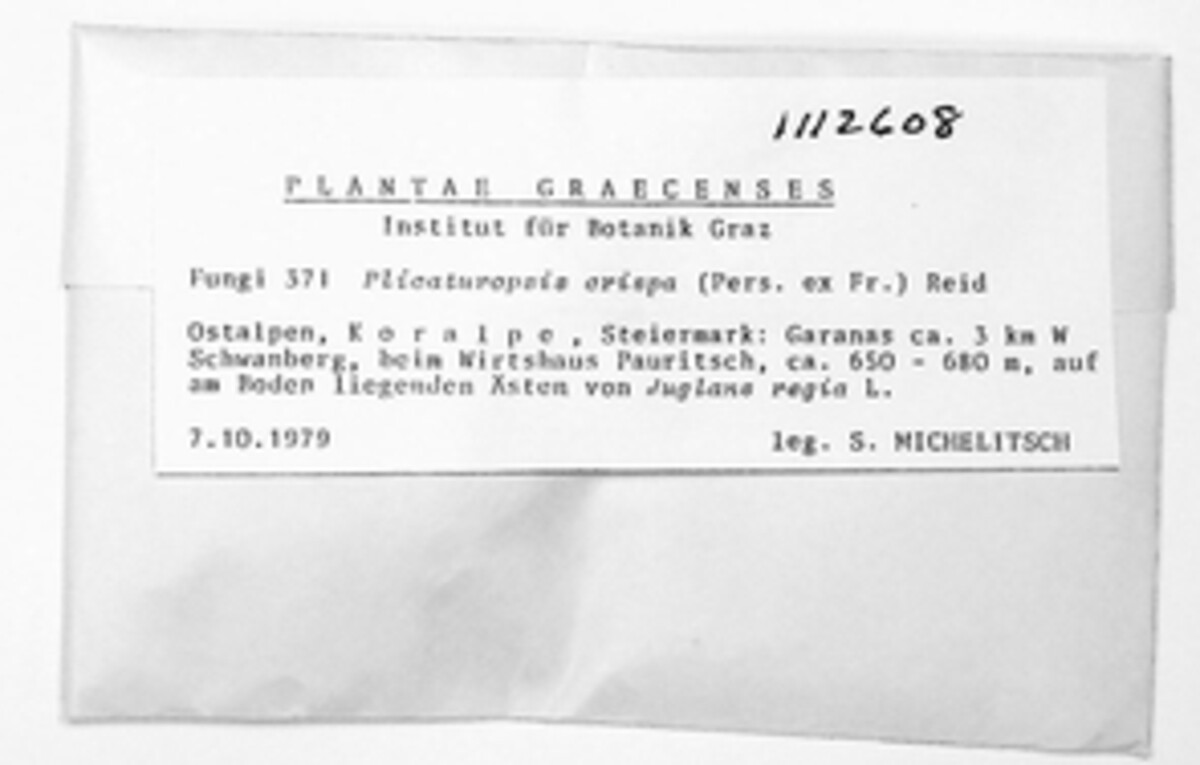 1112608
PLANTAE GRAECENSES
Institut für Botanik Graz
Fungi 371 Plicaturopsis crispa (Pers. ex Fr.) Reid
Ostalpen, K o r a l p e , Steiermark: Garanas ca. 3 km W
Schwanberg, beim Wirtshaus Pauritsch, ca. 650 - 680 m, auf
am Boden liegenden Ästen von Juglans regia L.
7.10.1979 leg. S. MICHELITSCH